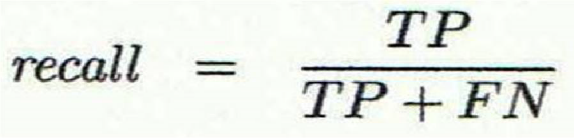 recall = TP / TP + FN